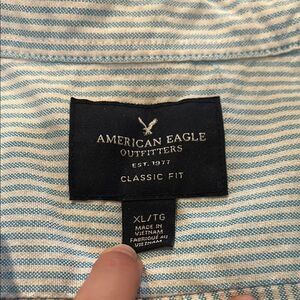 AMERICAN EAGLE
OUTFITTERS
EST. 1977
CLASSIC FIT
XL/TG
MADE IN
VIETNAM
FABRIQUÉ AU
VIETNAM